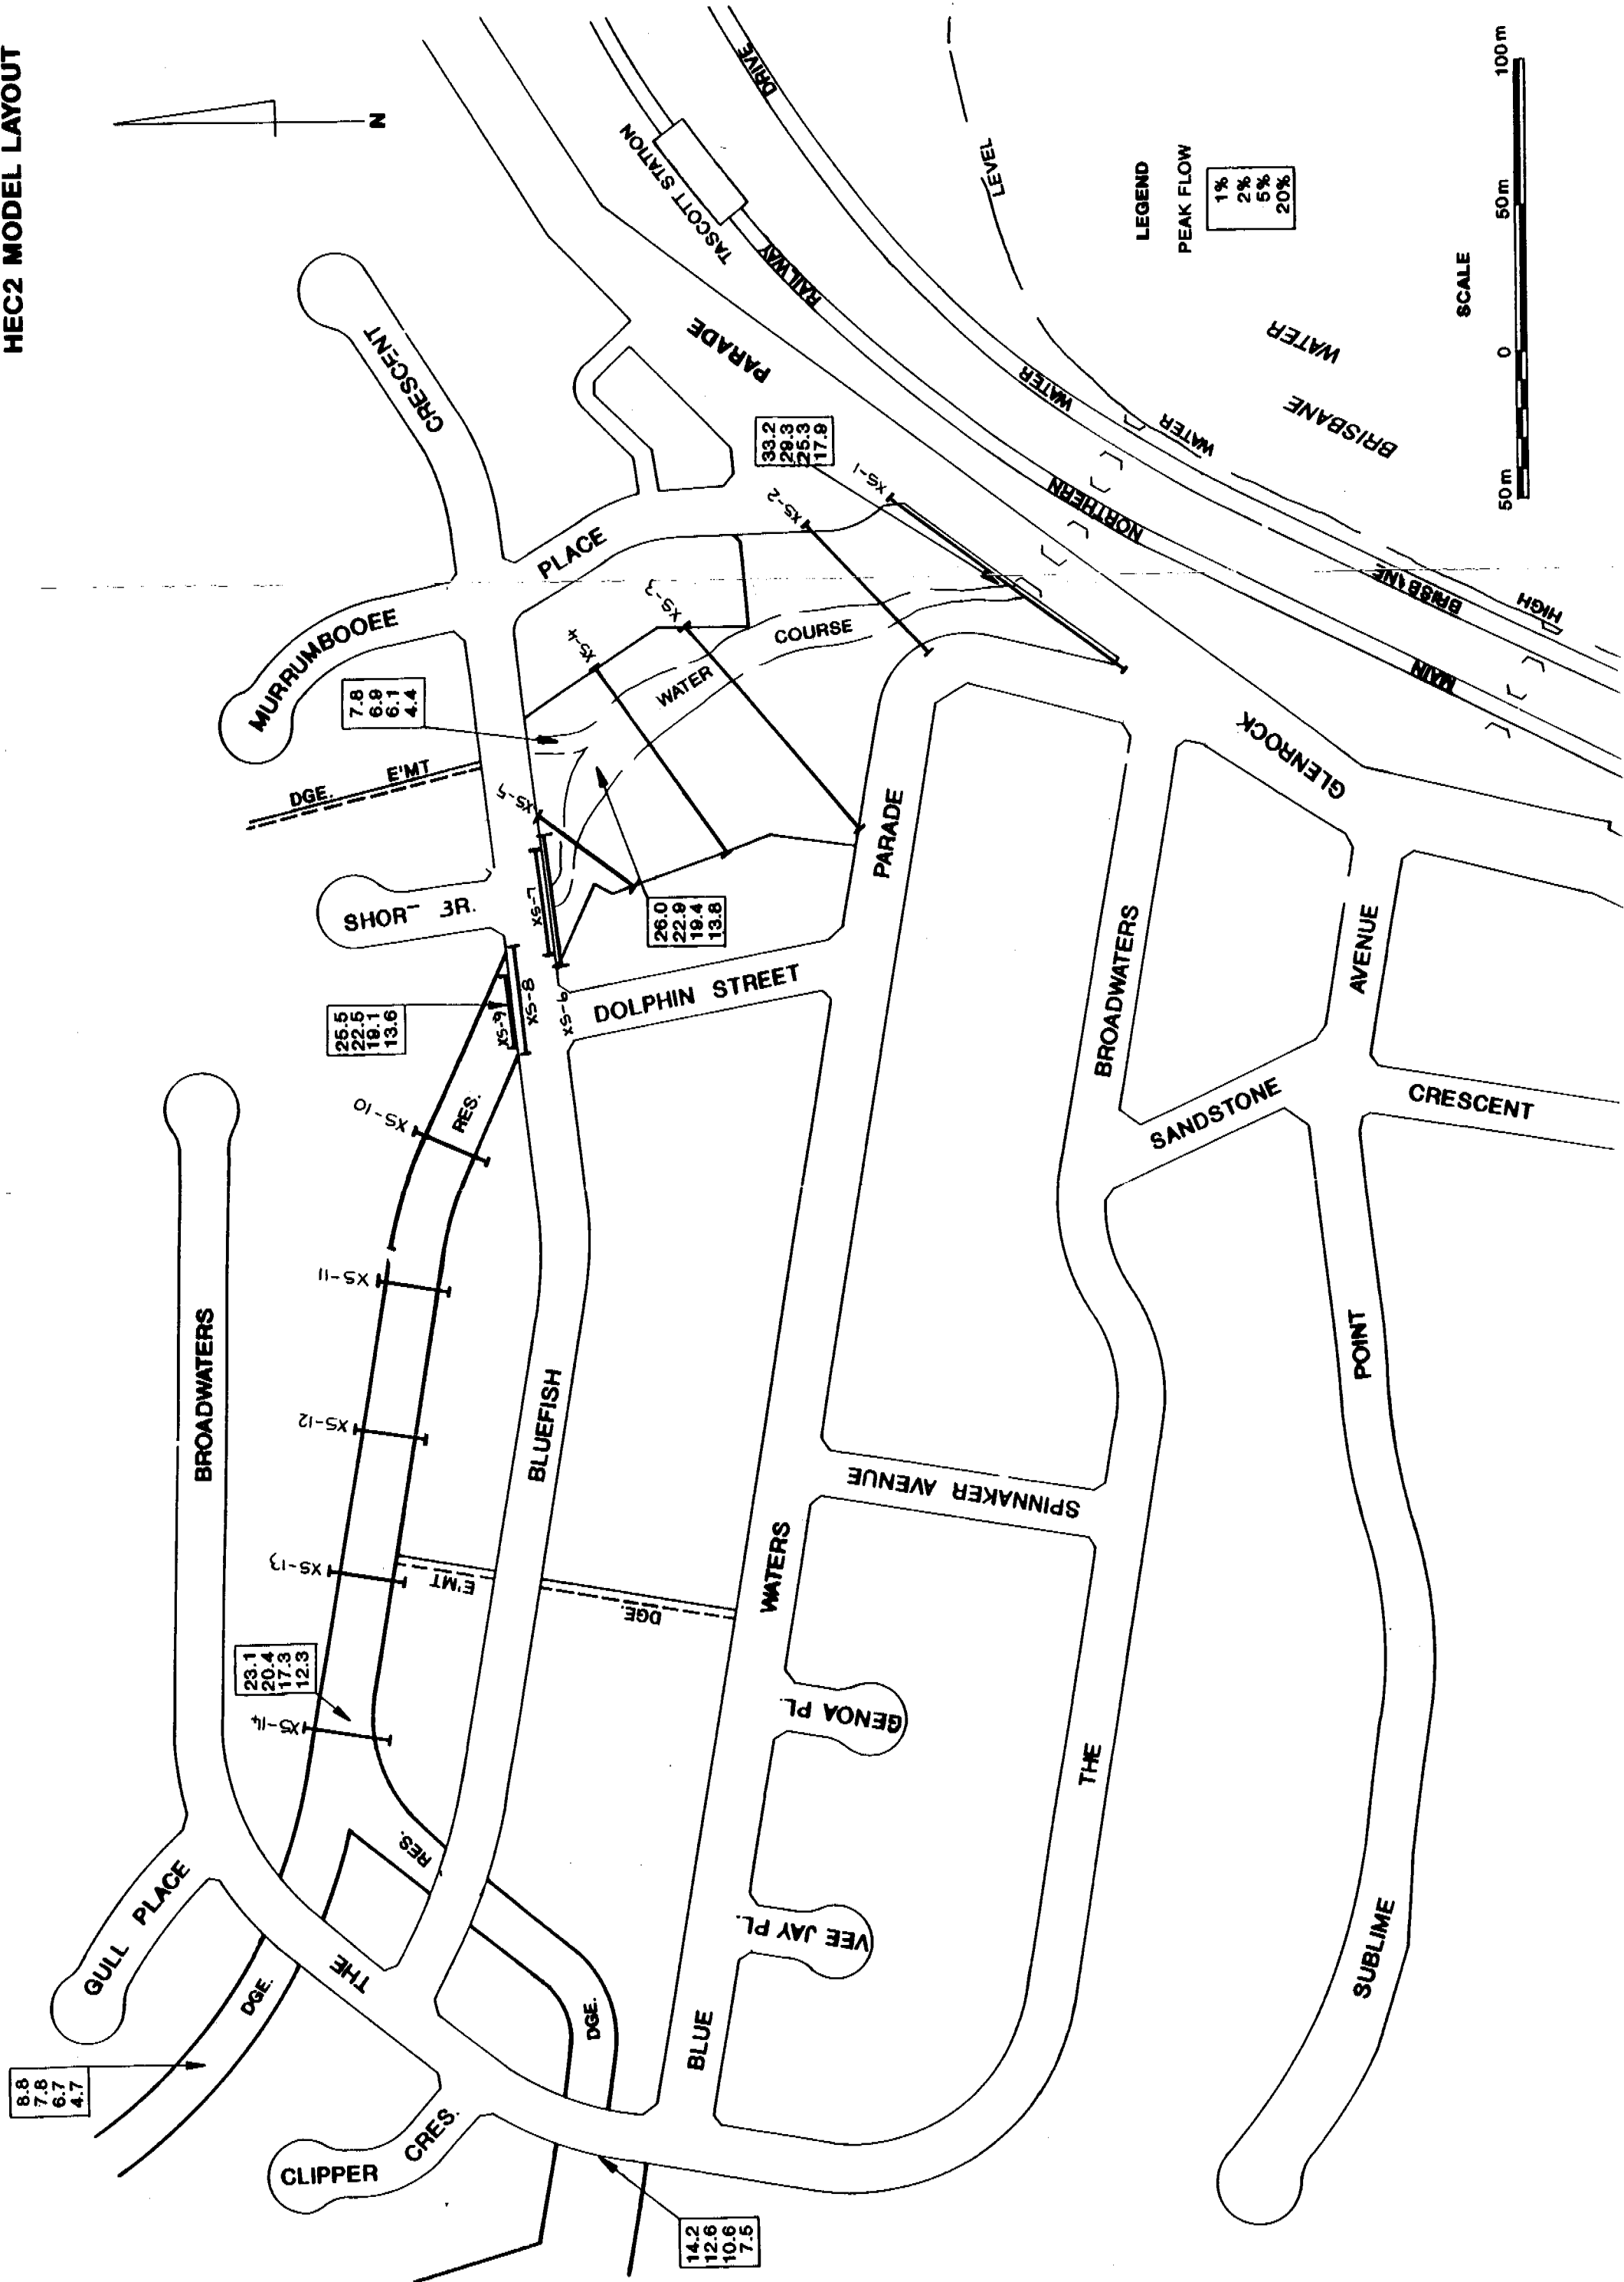 HEC2 MODEL LAYOUT
N
CRESCENT
PLACE
MURRUMBOOEE
DGE.
E'MT
7.8
6.9
6.1
4.4
TASCOTT STATION
DRIVE
RAILWAY
PARADE
LEVEL
LEGEND
PEAK FLOW
1%
2%
5%
20%
SCALE
50m
0
50m
100m
WATER
BRISBANE
WATER
WATER
NORTHERN
BRISBANE
HIGH
MAIN
GLENROCK
33.2
29.3
25.3
17.9
XS-1
XS-2
XS-3
XS-4
XS-5
WATER
COURSE
26.0
22.9
19.4
13.8
XS-7
XS-6
XS-8
XS-9
25.5
22.5
19.1
13.6
DOLPHIN STREET
PARADE
BROADWATERS
AVENUE
SANDSTONE
CRESCENT
XS-10
RES.
XS-11
XS-12
XS-13
XS-14
BROADWATERS
BLUEFISH
E'MT
DGE.
23.1
20.4
17.3
12.3
WATERS
SPINNAKER AVENUE
POINT
GENOA PL.
VEE JAY PL.
THE
SUBLIME
BLUE
RES.
DGE.
GULL PLACE
THE
DGE.
8.8
7.8
6.7
4.7
CLIPPER CRES.
14.2
12.6
10.6
7.5